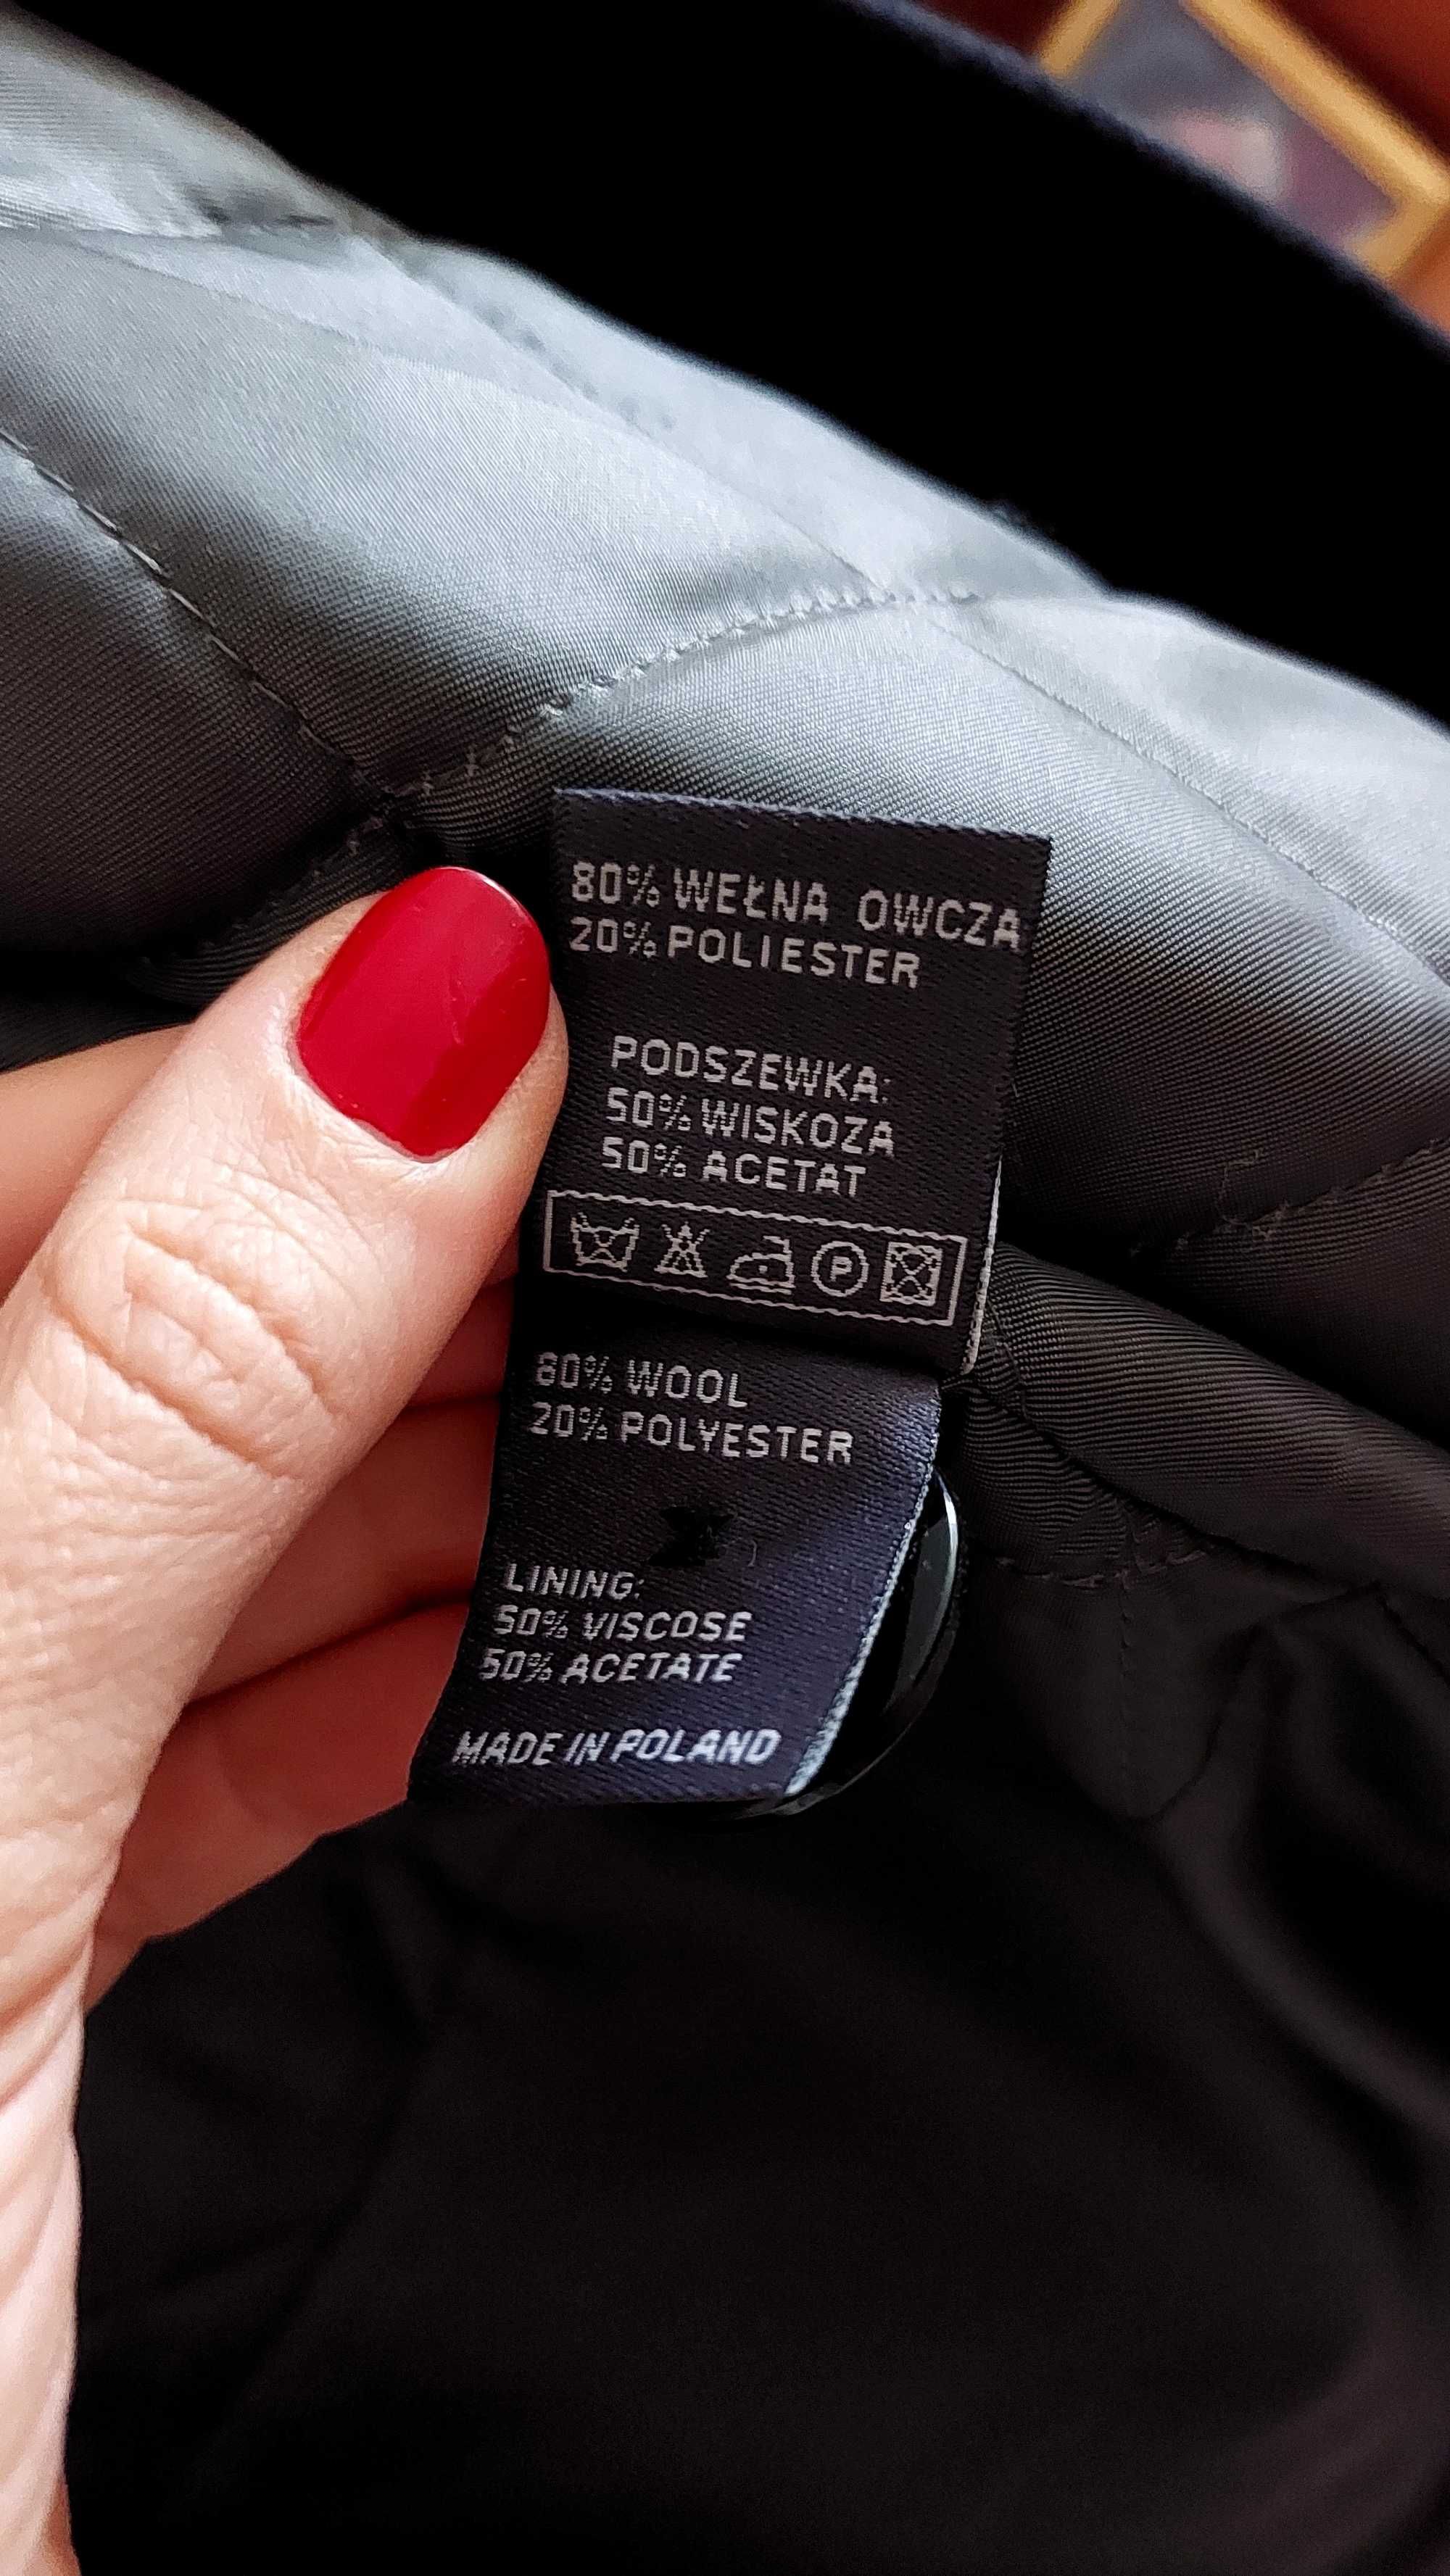 80% WEŁNA OWCZA
20% POLIESTER
PODSZEWKA:
50% WISKOZA
50% ACETAT
P
80% WOOL
20% POLYESTER
LINING:
50% VISCOSE
50% ACETATE
MADE IN POLAND